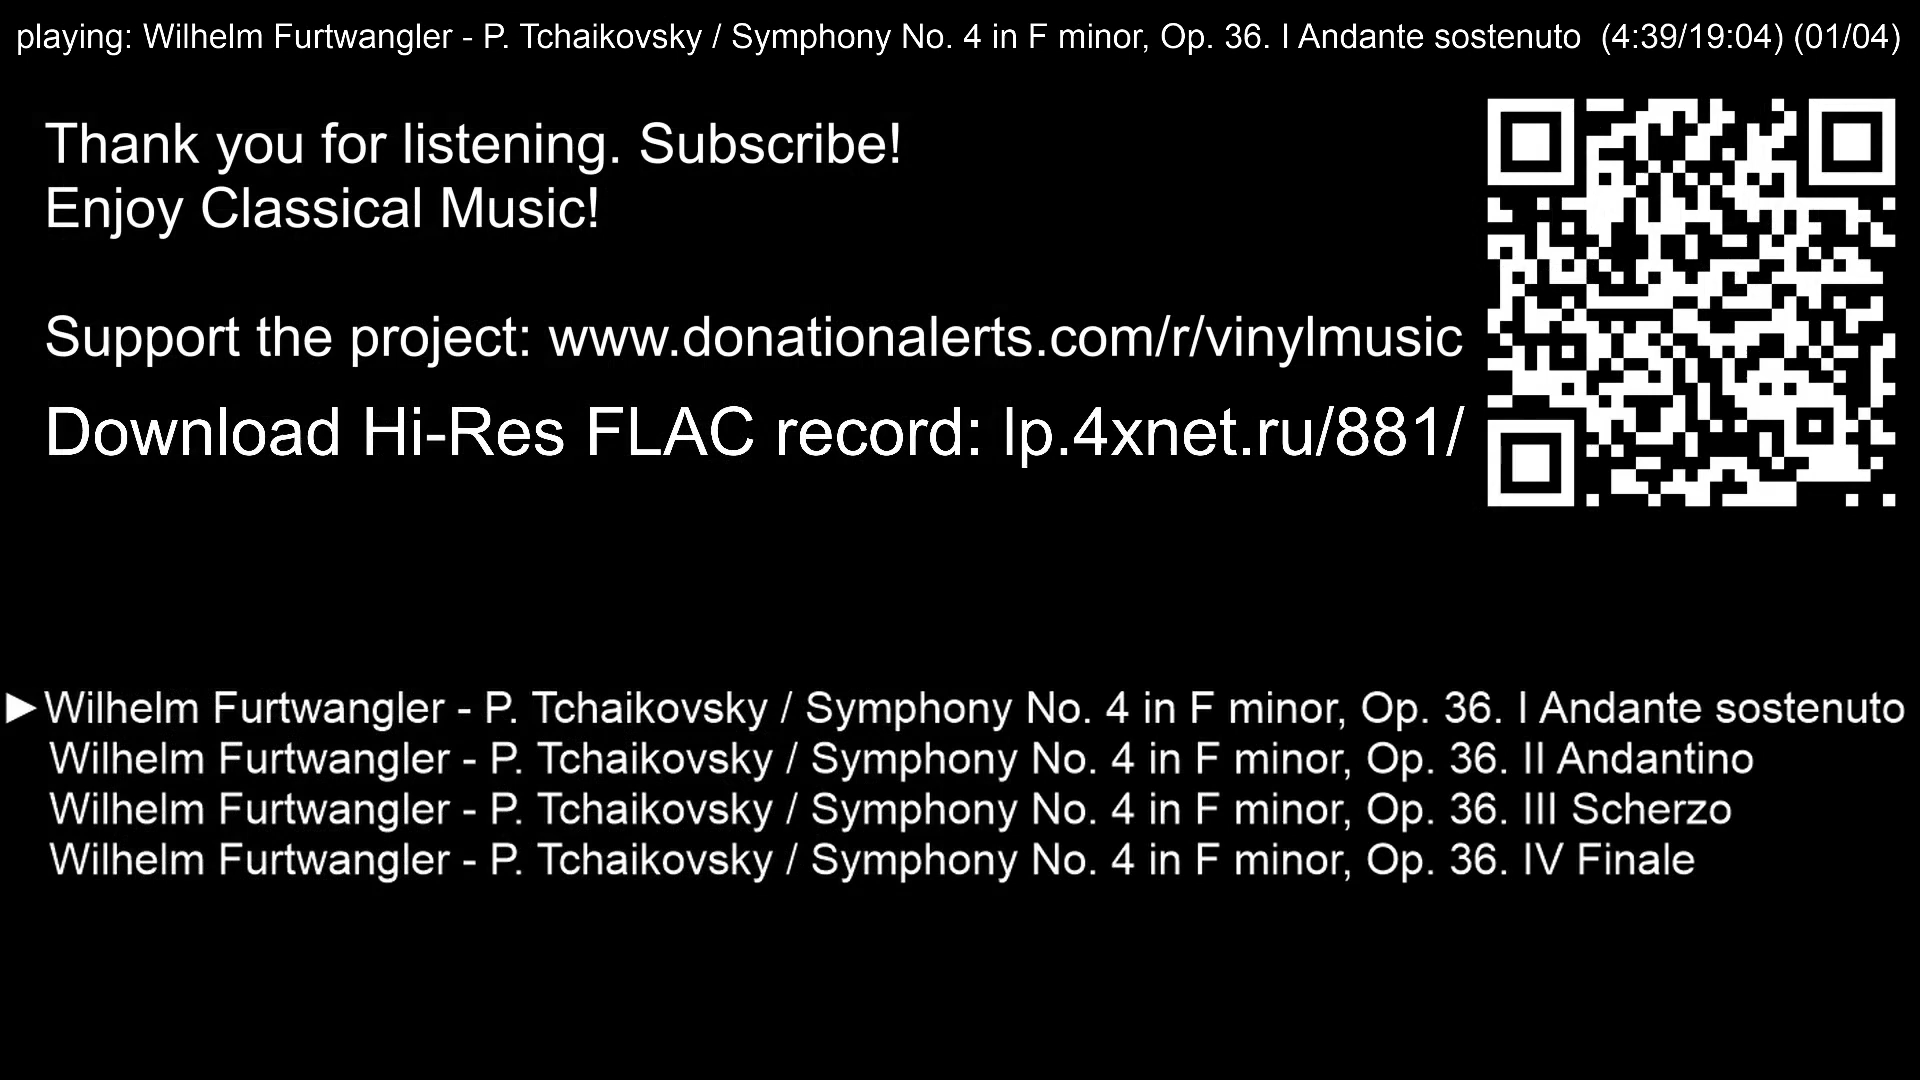 playing: Wilhelm Furtwangler - P. Tchaikovsky / Symphony No. 4 in F minor, Op. 36. I Andante sostenuto (4:39/19:04) (01/04)
Thank you for listening. Subscribe!
Enjoy Classical Music!
Support the project: www.donationalerts.com/r/vinylmusic
Download Hi-Res FLAC record: lp.4xnet.ru/881/
►Wilhelm Furtwangler - P. Tchaikovsky / Symphony No. 4 in F minor, Op. 36. I Andante sostenuto
Wilhelm Furtwangler - P. Tchaikovsky / Symphony No. 4 in F minor, Op. 36. II Andantino
Wilhelm Furtwangler - P. Tchaikovsky / Symphony No. 4 in F minor, Op. 36. III Scherzo
Wilhelm Furtwangler - P. Tchaikovsky / Symphony No. 4 in F minor, Op. 36. IV Finale